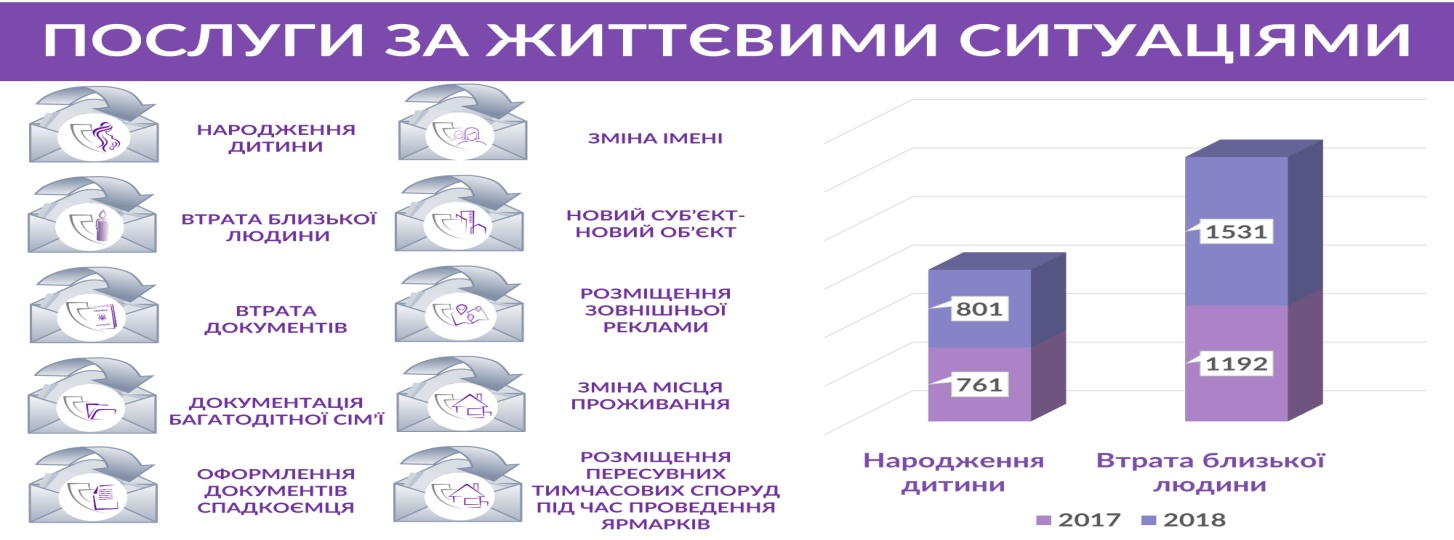 ПОСЛУГИ ЗА ЖИТТЄВИМИ СИТУАЦІЯМИ
НАРОДЖЕННЯ
ДИТИНИ
ЗМІНА ІМЕНІ
ВТРАТА БЛИЗЬКОЇ
ЛЮДИНИ
НОВИЙ СУБ’ЄКТ-
НОВИЙ ОБ’ЄКТ
ВТРАТА
ДОКУМЕНТІВ
РОЗМІЩЕННЯ
ЗОВНІШНЬОЇ
РЕКЛАМИ
ДОКУМЕНТАЦІЯ
БАГАТОДІТНОЇ СІМ’Ї
ЗМІНА МІСЦЯ
ПРОЖИВАННЯ
ОФОРМЛЕННЯ
ДОКУМЕНТІВ
СПАДКОЄМЦЯ
РОЗМІЩЕННЯ
ПЕРЕСУВНИХ
ТИМЧАСОВИХ СПОРУД
ПІД ЧАС ПРОВЕДЕННЯ
ЯРМАРКІВ
801
761
1531
1192
Народження
дитини
Втрата близької
людини
2017 2018